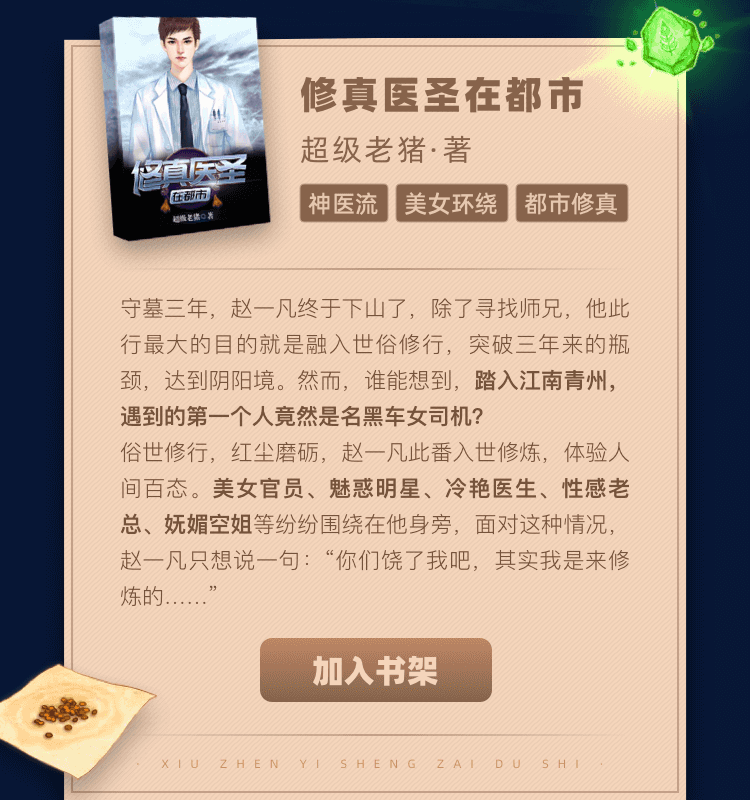 修真医圣
在都市
超级老猪◎著
修真医圣在都市
超级老猪·著
神医流 美女环绕 都市修真
守墓三年，赵一凡终于下山了，除了寻找师兄，他此
行最大的目的就是融入世俗修行，突破三年来的瓶
颈，达到阴阳境。然而，谁能想到，踏入江南青州，
遇到的第一个人竟然是名黑车女司机？
俗世修行，红尘磨砺，赵一凡此番入世修炼，体验人
间百态。美女官员、魅惑明星、冷艳医生、性感老
总、妩媚空姐等纷纷围绕在他身旁，面对这种情况，
赵一凡只想说一句：“你们饶了我吧，其实我是来修
炼的……”
加入书架
· XIU ZHEN YI SHENG ZAI DU SHI ·